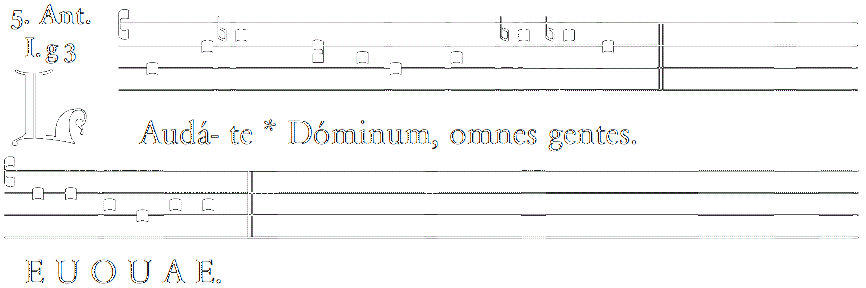 5. Ant.
I. g 3
L
Audá- te * Dóminum, omnes gentes.
E U O U A E.